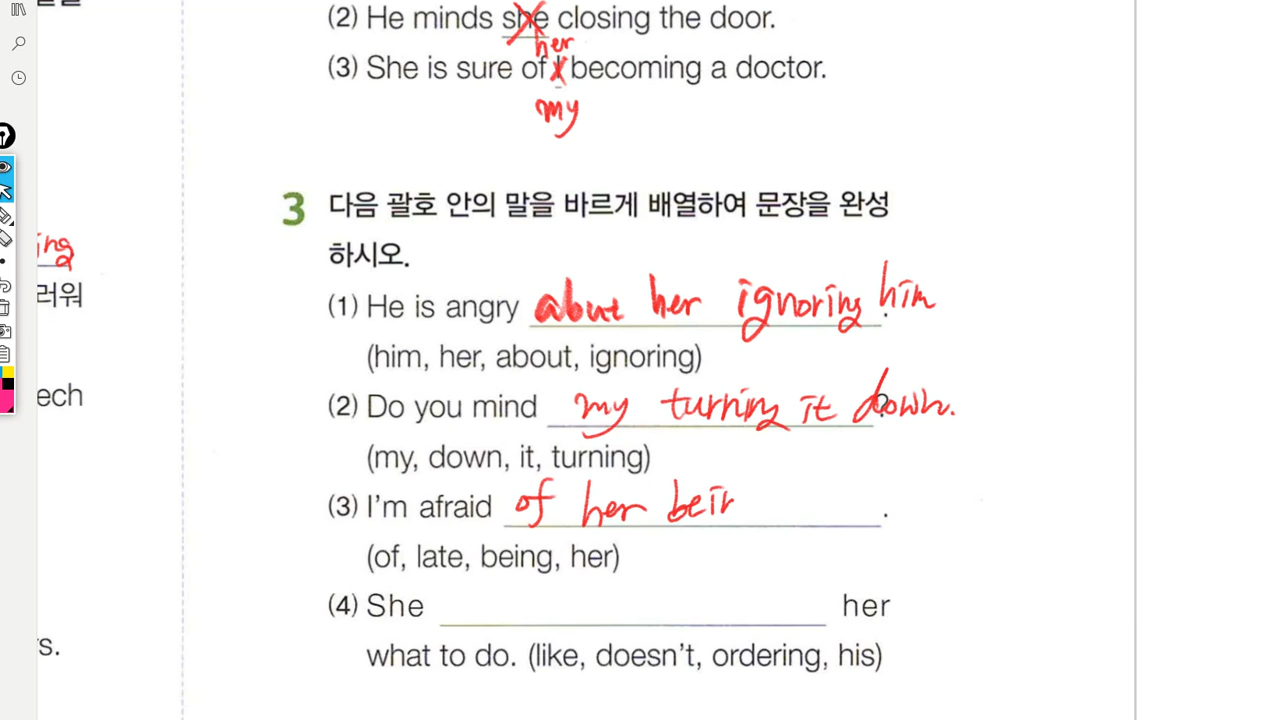 (2) He minds she closing the door.
her
(3) She is sure of I becoming a doctor.
my
3 다음 괄호 안의 말을 바르게 배열하여 문장을 완성
하시오.
ing
(1) He is angry about her ignoring him.
러워
(him, her, about, ignoring)
ech
(2) Do you mind my turning it down.?
(my, down, it, turning)
(3) I'm afraid of her bein .
(of, late, being, her)
(4) She her
rs.
what to do. (like, doesn't, ordering, his)